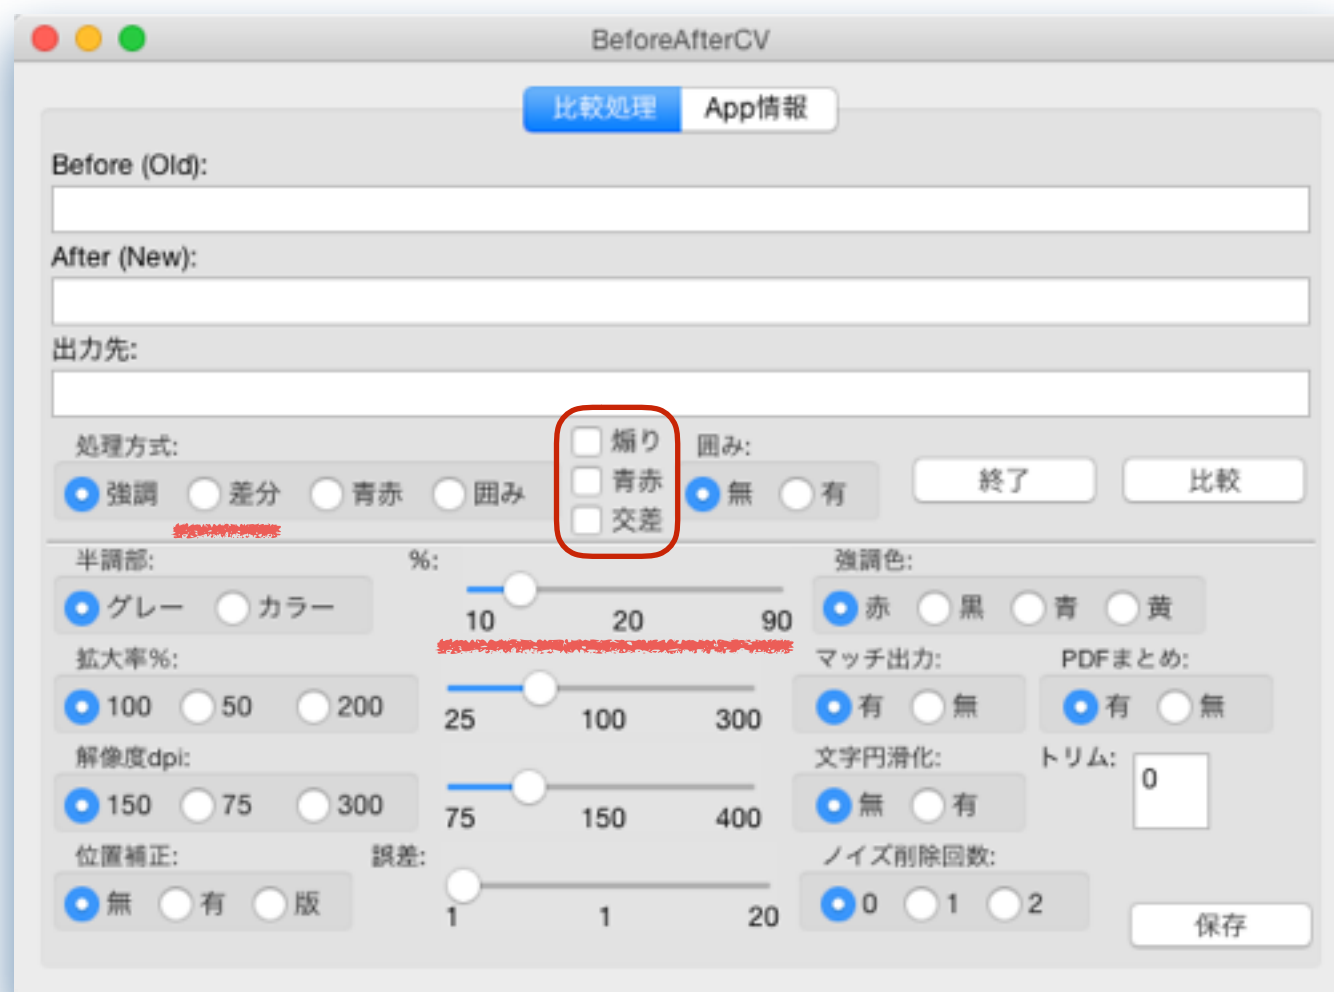 BeforeAfterCV
比較処理 App情報
Before (Old):
After (New):
出力先:
処理方式:
強調 差分 青赤 囲み
煽り
青赤
交差
囲み:
無 有
終了 比較
半調部:
グレー カラー
%:
10 20 90
強調色:
赤 黒 青 黄
拡大率%:
100 50 200
25 100 300
マッチ出力:
有 無
PDFまとめ:
有 無
解像度dpi:
150 75 300
75 150 400
文字円滑化:
無 有
トリム:
0
位置補正:
無 有 版
誤差:
1 1 20
ノイズ削除回数:
0 1 2
保存